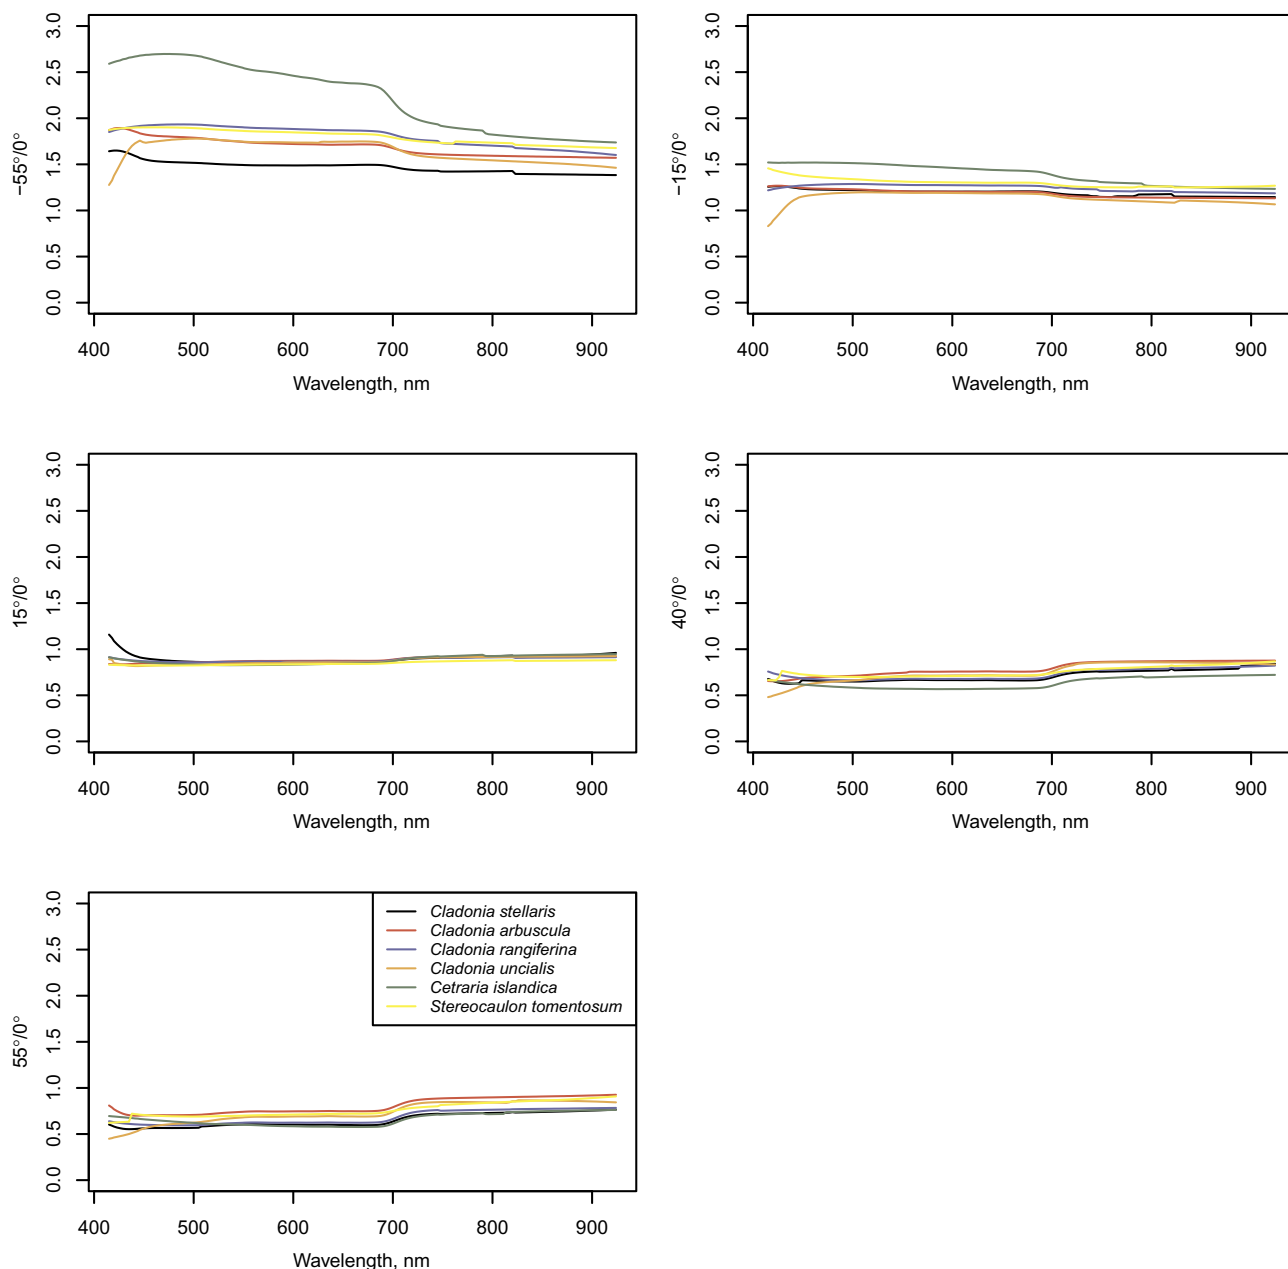 3.0
2.5
2.0
1.5
1.0
0.5
0.0
−55°/0°
400 500 600 700 800 900
Wavelength, nm
3.0
2.5
2.0
1.5
1.0
0.5
0.0
−15°/0°
400 500 600 700 800 900
Wavelength, nm
3.0
2.5
2.0
1.5
1.0
0.5
0.0
15°/0°
400 500 600 700 800 900
Wavelength, nm
3.0
2.5
2.0
1.5
1.0
0.5
0.0
40°/0°
400 500 600 700 800 900
Wavelength, nm
3.0
2.5
2.0
1.5
1.0
0.5
0.0
55°/0°
Cladonia stellaris
Cladonia arbuscula
Cladonia rangiferina
Cladonia uncialis
Cetraria islandica
Stereocaulon tomentosum
400 500 600 700 800 900
Wavelength, nm